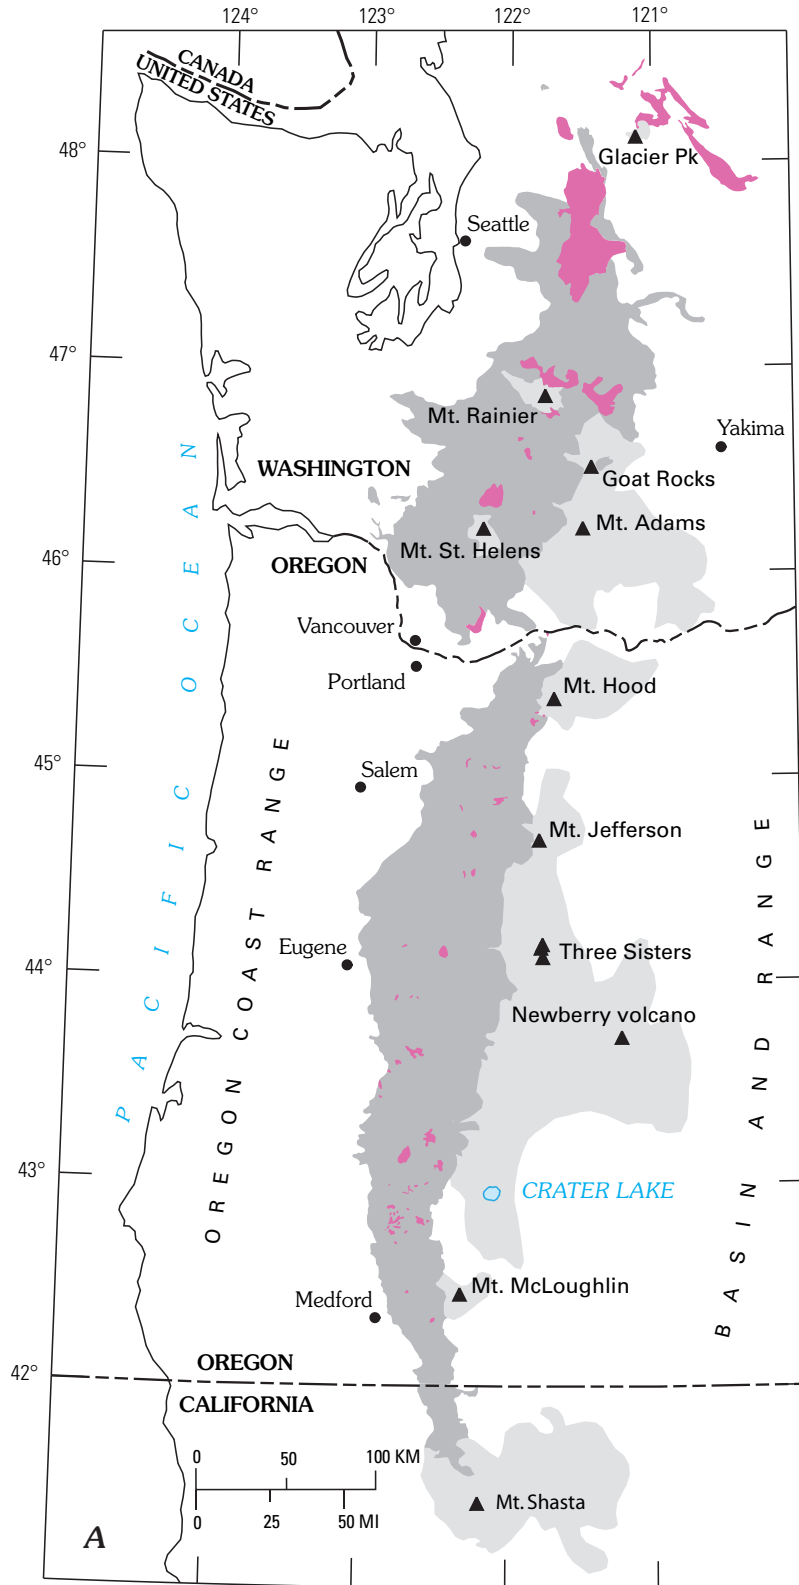 124°
123°
122°
121°
CANADA
UNITED STATES
48°
Glacier Pk
Seattle
47°
Mt. Rainier
Yakima
WASHINGTON
Goat Rocks
Mt. Adams
Mt. St. Helens
46°
OREGON
Vancouver
Portland
Mt. Hood
45°
Salem
Mt. Jefferson
PACIFIC OCEAN
OREGON COAST RANGE
BASIN AND RANGE
Eugene
Three Sisters
44°
Newberry volcano
43°
CRATER LAKE
Mt. McLoughlin
Medford
42°
OREGON
CALIFORNIA
0 50 100 KM
0 25 50 MI
Mt. Shasta
A